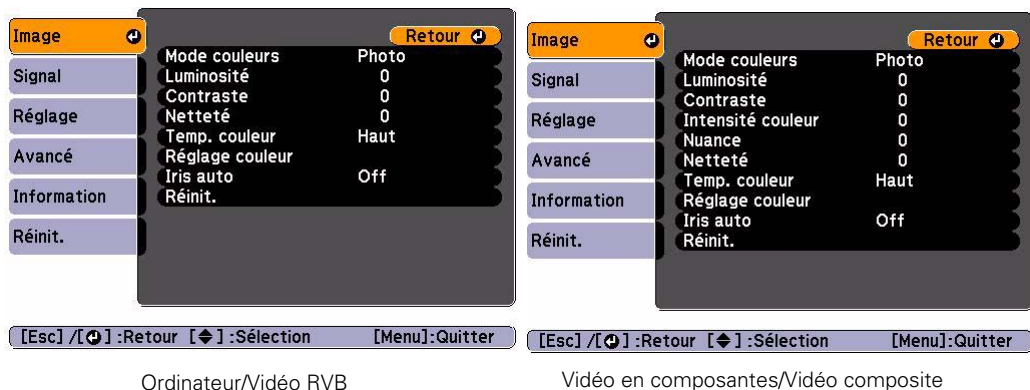 Image
Signal
Réglage
Avancé
Information
Réinit.
Retour
Mode couleurs Photo
Luminosité 0
Contraste 0
Netteté 0
Temp. couleur Haut
Réglage couleur
Iris auto Off
Réinit.
[Esc] /[ ] :Retour [ ] :Sélection [Menu]:Quitter
Ordinateur/Vidéo RVB
Image
Signal
Réglage
Avancé
Information
Réinit.
Retour
Mode couleurs Photo
Luminosité 0
Contraste 0
Intensité couleur 0
Nuance 0
Netteté 0
Temp. couleur Haut
Réglage couleur
Iris auto Off
Réinit.
[Esc] /[ ] :Retour [ ] :Sélection [Menu]:Quitter
Vidéo en composantes/Vidéo composite